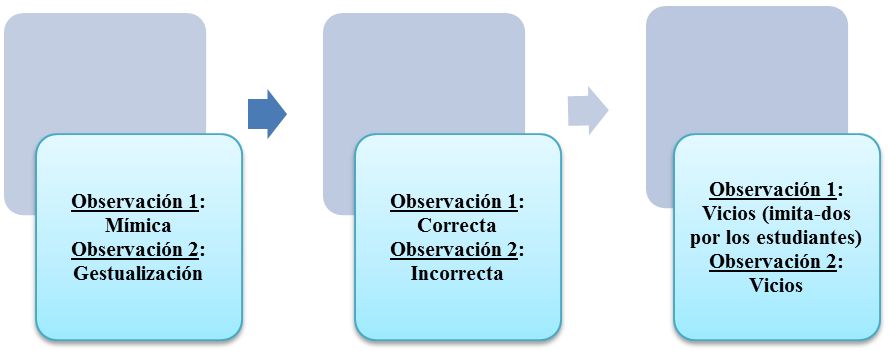 Observación 1:
Mímica
Observación 2:
Gestualización
Observación 1:
Correcta
Observación 2:
Incorrecta
Observación 1:
Vicios (imita-dos
por los estudiantes)
Observación 2:
Vicios